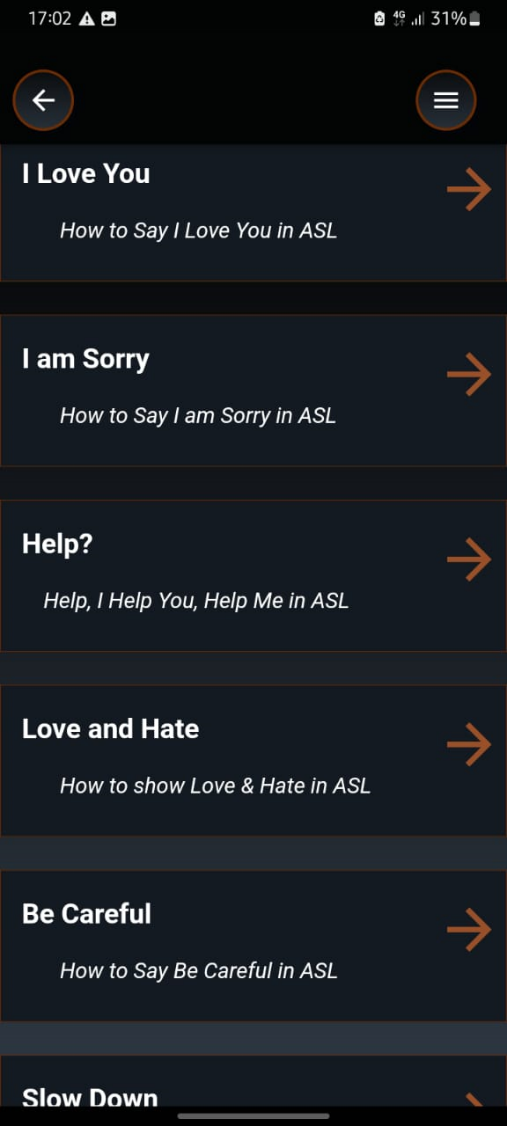 17:02 4G 31%
I Love You
How to Say I Love You in ASL
I am Sorry
How to Say I am Sorry in ASL
Help?
Help, I Help You, Help Me in ASL
Love and Hate
How to show Love & Hate in ASL
Be Careful
How to Say Be Careful in ASL
Slow Down